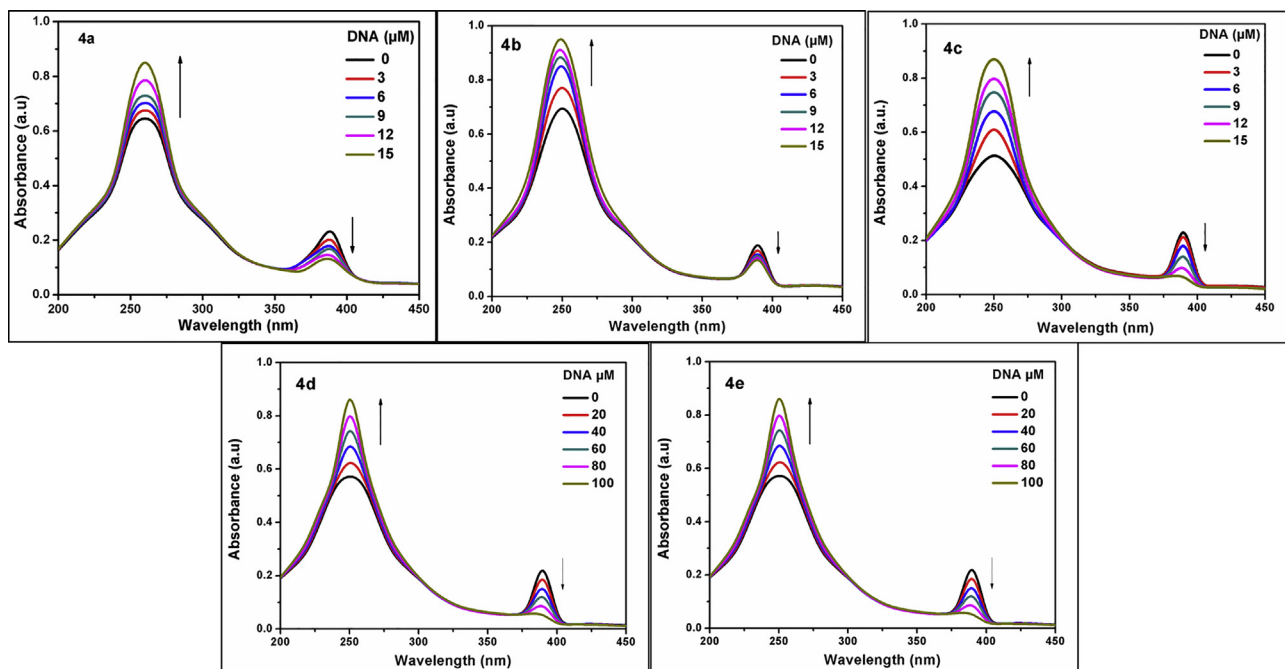 4a
DNA (µM)
0
3
6
9
12
15
1.0
0.8
0.6
0.4
0.2
0.0
Absorbance (a.u)
200 250 300 350 400 450
Wavelength (nm)
4b
DNA (µM)
0
3
6
9
12
15
1.0
0.8
0.6
0.4
0.2
0.0
Absorbance (a.u)
200 250 300 350 400 450
Wavelength (nm)
4c
DNA (µM)
0
3
6
9
12
15
1.0
0.8
0.6
0.4
0.2
0.0
Absorbance (a.u.)
200 250 300 350 400 450
Wavelength (nm)
4d
DNA µM
0
20
40
60
80
100
1.0
0.8
0.6
0.4
0.2
0.0
Absorbance (a.u)
200 250 300 350 400 450
Wavelength (nm)
4e
DNA µM
0
20
40
60
80
100
1.0
0.8
0.6
0.4
0.2
0.0
Absorbance (a.u)
200 250 300 350 400 450
Wavelength (nm)